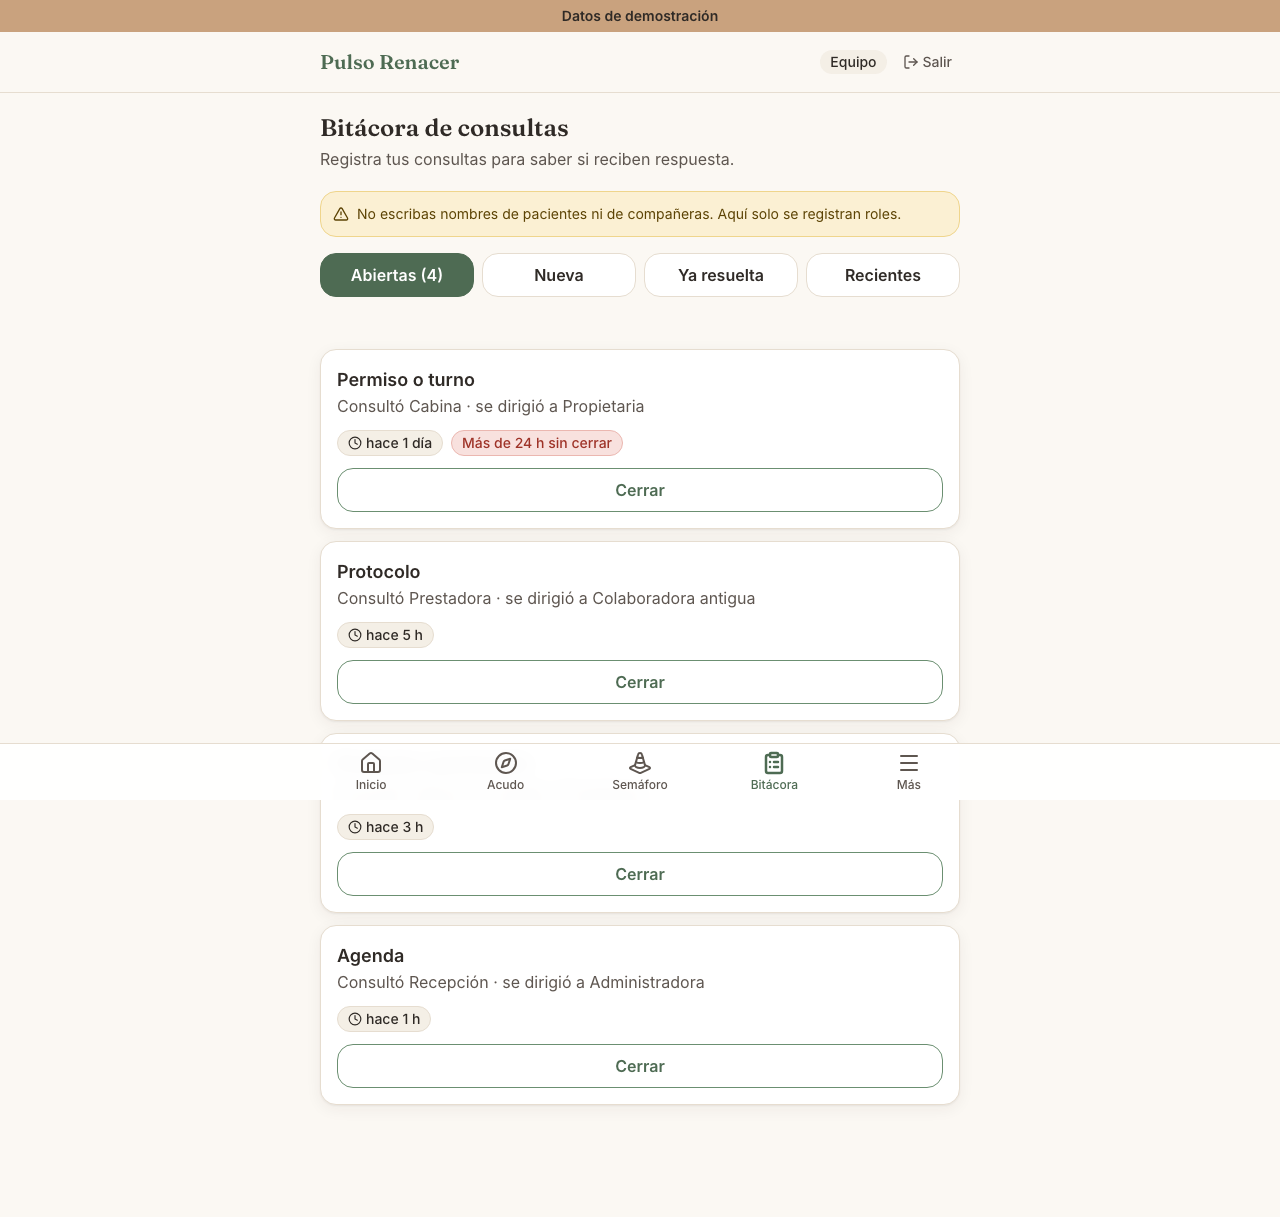 Datos de demostración
Pulso Renacer
Equipo
Salir
Bitácora de consultas
Registra tus consultas para saber si reciben respuesta.
No escribas nombres de pacientes ni de compañeras. Aquí solo se registran roles.
Abiertas (4)
Nueva
Ya resuelta
Recientes
Permiso o turno
Consultó Cabina · se dirigió a Propietaria
hace 1 día
Más de 24 h sin cerrar
Cerrar
Protocolo
Consultó Prestadora · se dirigió a Colaboradora antigua
hace 5 h
Cerrar
Inicio
Acudo
Semáforo
Bitácora
Más
hace 3 h
Cerrar
Agenda
Consultó Recepción · se dirigió a Administradora
hace 1 h
Cerrar